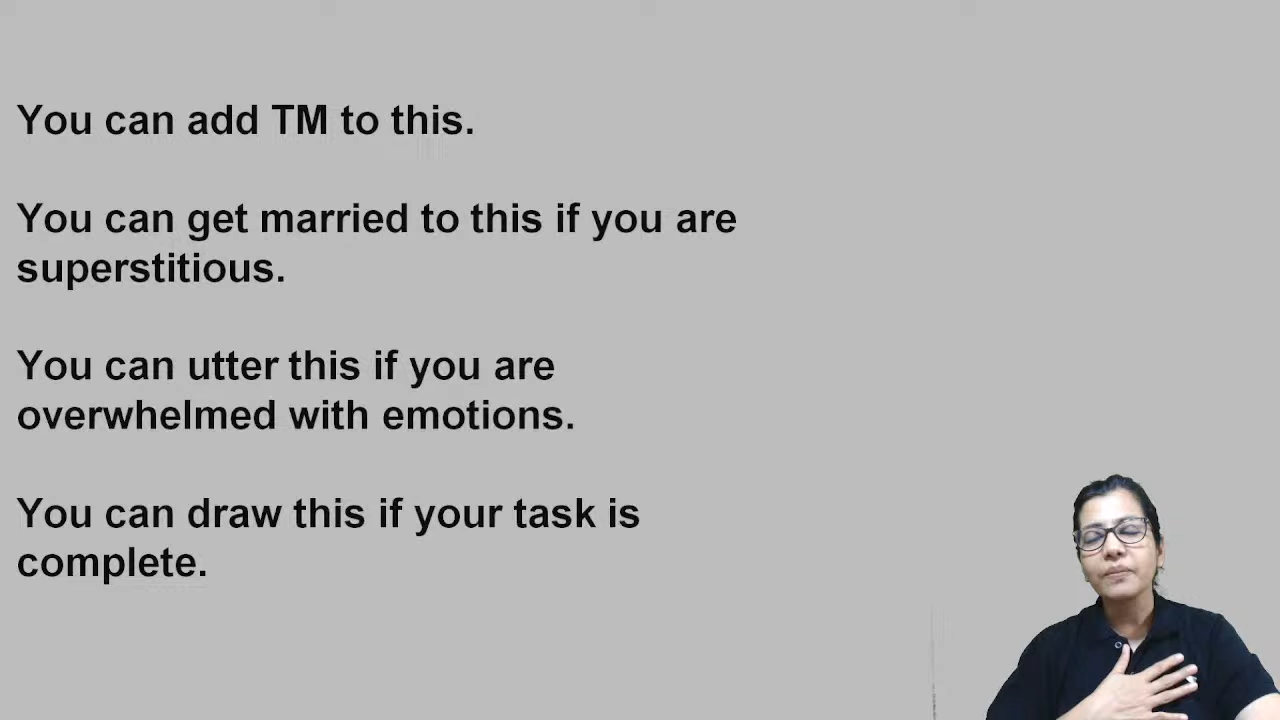 You can add TM to this.
You can get married to this if you are
superstitious.
You can utter this if you are
overwhelmed with emotions.
You can draw this if your task is
complete.